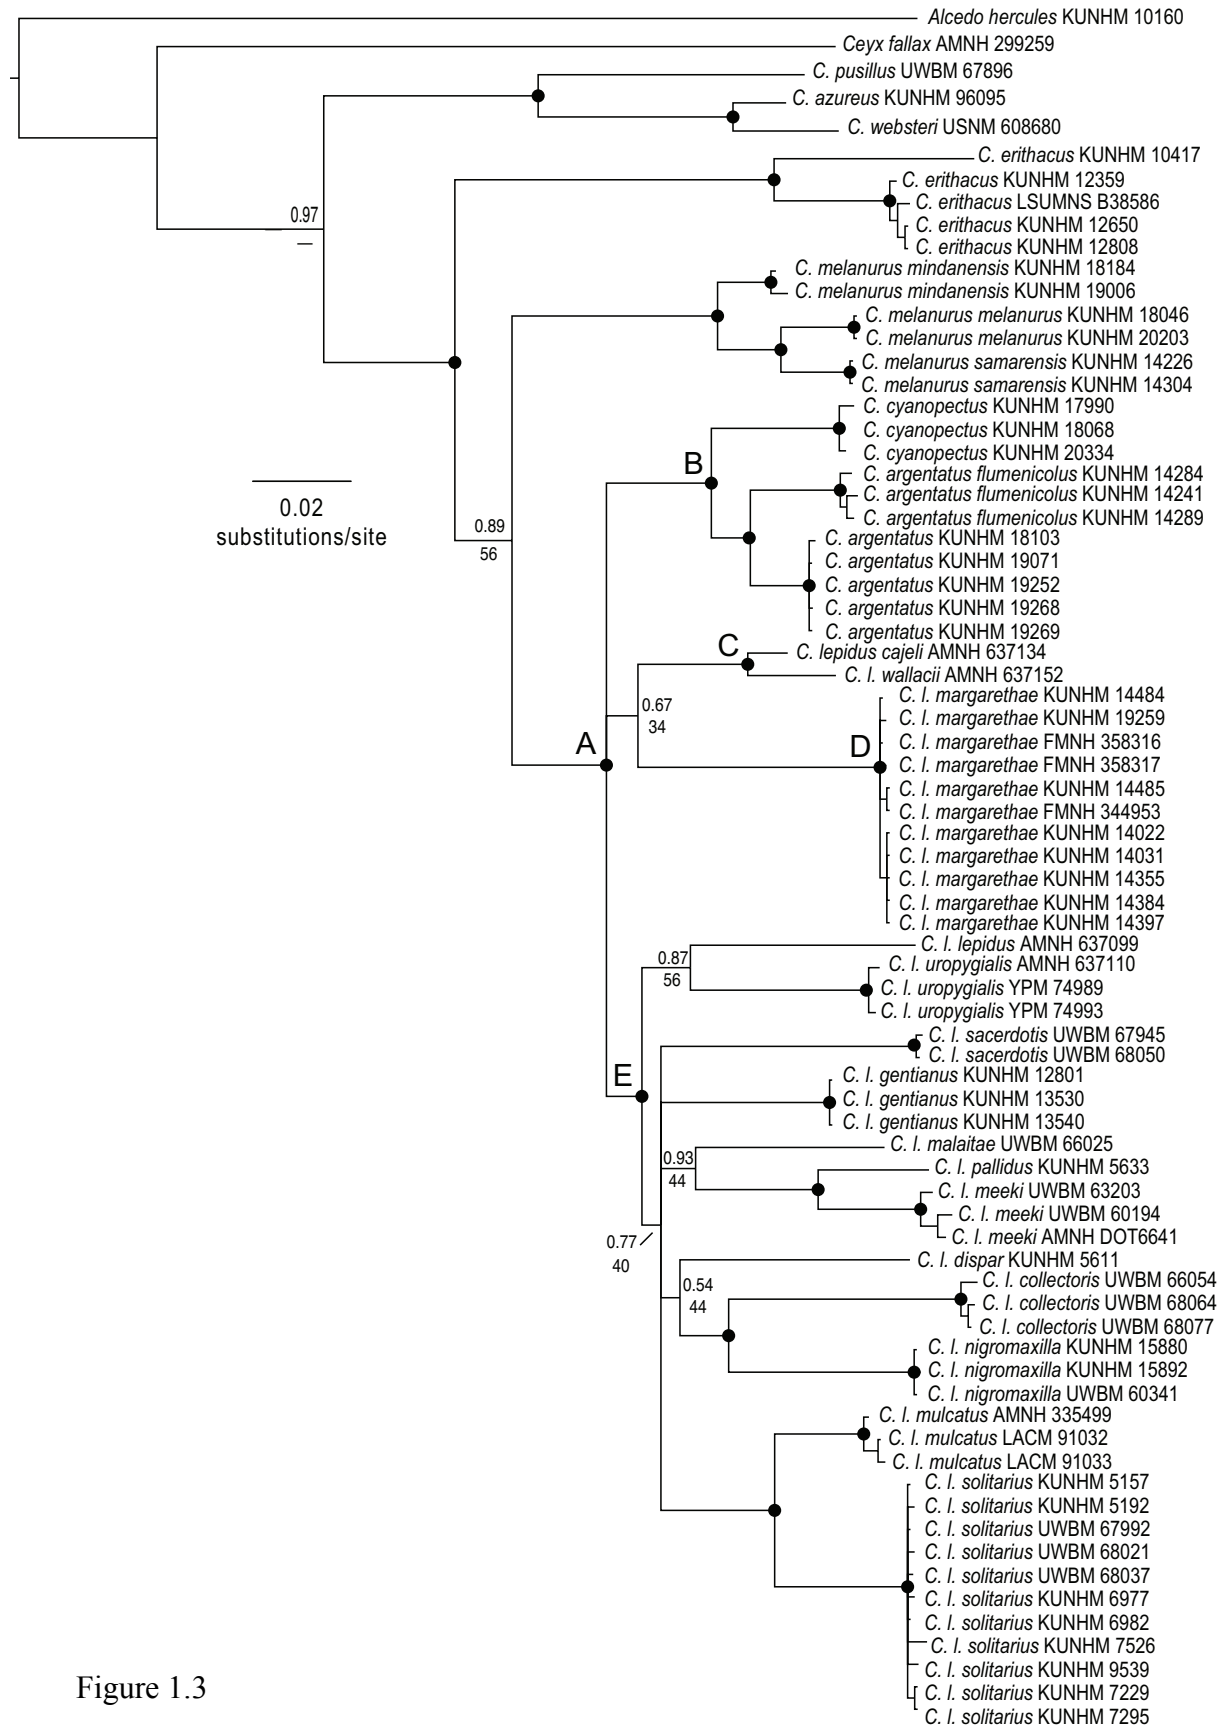 Alcedo hercules KUNHM 10160
Ceyx fallax AMNH 299259
C. pusillus UWBM 67896
C. azureus KUNHM 96095
C. websteri USNM 608680
C. erithacus KUNHM 10417
C. erithacus KUNHM 12359
C. erithacus LSUMNS B38586
0.97
C. erithacus KUNHM 12650
—
C. erithacus KUNHM 12808
C. melanurus mindanensis KUNHM 18184
C. melanurus mindanensis KUNHM 19006
C. melanurus melanurus KUNHM 18046
C. melanurus melanurus KUNHM 20203
C. melanurus samarensis KUNHM 14226
C. melanurus samarensis KUNHM 14304
C. cyanopectus KUNHM 17990
C. cyanopectus KUNHM 18068
C. cyanopectus KUNHM 20334
B
C. argentatus flumenicolus KUNHM 14284
C. argentatus flumenicolus KUNHM 14241
0.02
substitutions/site
C. argentatus flumenicolus KUNHM 14289
0.89
56
C. argentatus KUNHM 18103
C. argentatus KUNHM 19071
C. argentatus KUNHM 19252
C. argentatus KUNHM 19268
C. argentatus KUNHM 19269
C
C. lepidus cajeli AMNH 637134
C. l. wallacii AMNH 637152
C. l. margarethae KUNHM 14484
0.67
34
C. l. margarethae KUNHM 19259
A
D
C. l. margarethae FMNH 358316
C. l. margarethae FMNH 358317
C. l. margarethae KUNHM 14485
C. l. margarethae FMNH 344953
C. l. margarethae KUNHM 14022
C. l. margarethae KUNHM 14031
C. l. margarethae KUNHM 14355
C. l. margarethae KUNHM 14384
C. l. margarethae KUNHM 14397
C. l. lepidus AMNH 637099
0.87
56
C. l. uropygialis AMNH 637110
C. l. uropygialis YPM 74989
C. l. uropygialis YPM 74993
C. l. sacerdotis UWBM 67945
C. l. sacerdotis UWBM 68050
E
C. l. gentianus KUNHM 12801
C. l. gentianus KUNHM 13530
C. l. gentianus KUNHM 13540
C. l. malaitae UWBM 66025
0.93
44
C. l. pallidus KUNHM 5633
C. l. meeki UWBM 63203
C. l. meeki UWBM 60194
C. l. meeki AMNH DOT6641
0.77
40
C. l. dispar KUNHM 5611
0.54
44
C. l. collectoris UWBM 66054
C. l. collectoris UWBM 68064
C. l. collectoris UWBM 68077
C. l. nigromaxilla KUNHM 15880
C. l. nigromaxilla KUNHM 15892
C. l. nigromaxilla UWBM 60341
C. l. mulcatus AMNH 335499
C. l. mulcatus LACM 91032
C. l. mulcatus LACM 91033
C. l. solitarius KUNHM 5157
C. l. solitarius KUNHM 5192
C. l. solitarius UWBM 67992
C. l. solitarius UWBM 68021
C. l. solitarius UWBM 68037
C. l. solitarius KUNHM 6977
C. l. solitarius KUNHM 6982
C. l. solitarius KUNHM 7526
C. l. solitarius KUNHM 9539
C. l. solitarius KUNHM 7229
C. l. solitarius KUNHM 7295
Figure 1.3